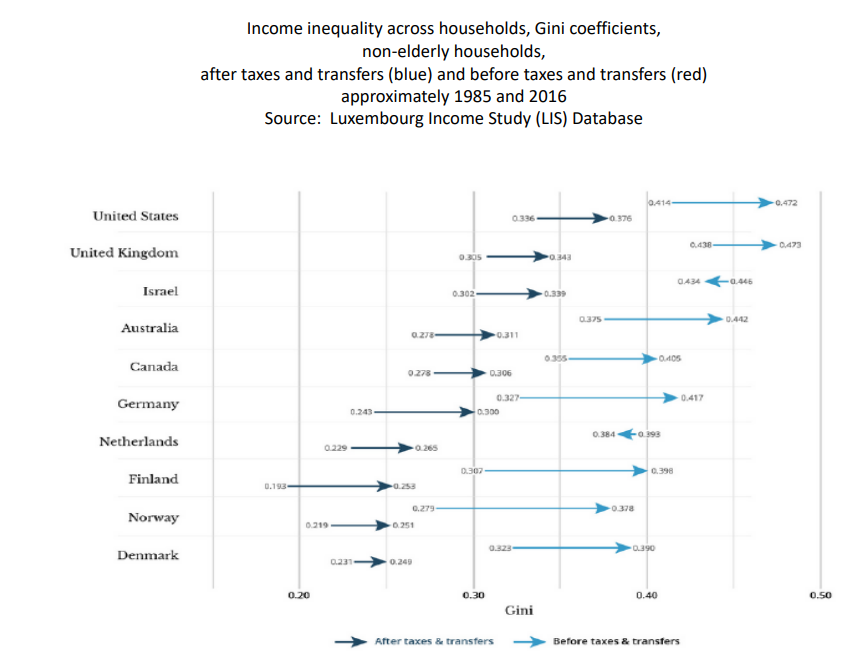 Income inequality across households, Gini coefficients,
non-elderly households,
after taxes and transfers (blue) and before taxes and transfers (red)
approximately 1985 and 2016
Source: Luxembourg Income Study (LIS) Database
0.414 0.472
United States 0.336 0.376
0.438 0.473
United Kingdom 0.305 0.343
0.434 0.446
Israel 0.302 0.339
0.375 0.442
Australia 0.278 0.311
0.355 0.405
Canada 0.278 0.306
0.327 0.417
Germany 0.243 0.300
0.384 0.393
Netherlands 0.229 0.265
0.307 0.398
Finland 0.193 0.253
0.279 0.378
Norway 0.219 0.251
0.323 0.390
Denmark 0.231 0.249
0.20 0.30 0.40 0.50
Gini
After taxes & transfers Before taxes & transfers